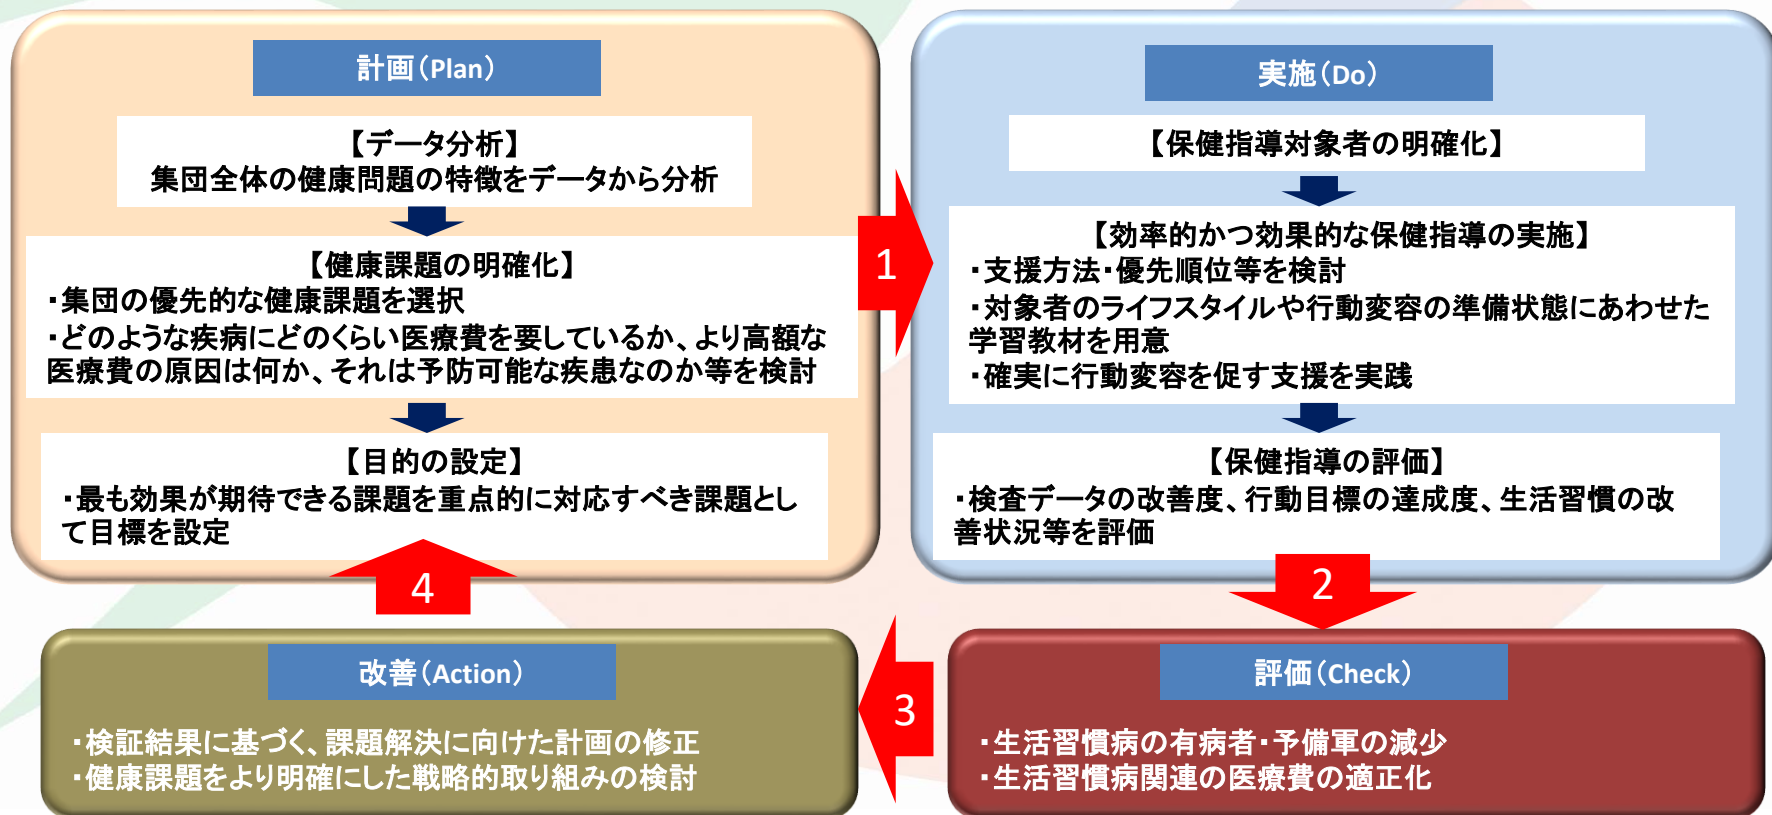 計画(Plan)
【データ分析】
集団全体の健康問題の特徴をデータから分析
【健康課題の明確化】
・集団の優先的な健康課題を選択
・どのような疾病にどのくらい医療費を要しているか、より高額な
医療費の原因は何か、それは予防可能な疾患なのか等を検討
【目的の設定】
・最も効果が期待できる課題を重点的に対応すべき課題とし
て目標を設定
1
実施(Do)
【保健指導対象者の明確化】
【効率的かつ効果的な保健指導の実施】
・支援方法・優先順位等を検討
・対象者のライフスタイルや行動変容の準備状態にあわせた
学習教材を用意
・確実に行動変容を促す支援を実践
【保健指導の評価】
・検査データの改善度、行動目標の達成度、生活習慣の改
善状況等を評価
2
評価(Check)
・生活習慣病の有病者・予備軍の減少
・生活習慣病関連の医療費の適正化
3
改善(Action)
・検証結果に基づく、課題解決に向けた計画の修正
・健康課題をより明確にした戦略的取り組みの検討
4